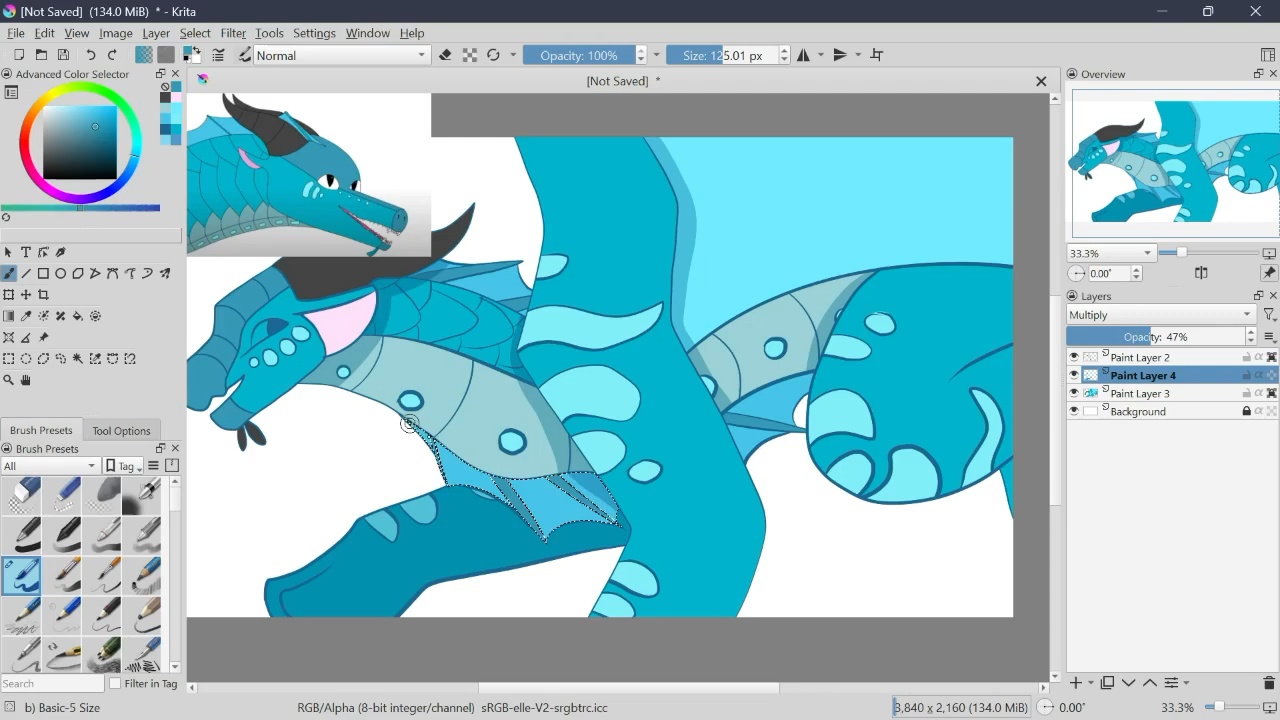 [Not Saved] (134.0 MiB) * - Krita
File Edit View Image Layer Select Filter Tools Settings Window Help
Normal Opacity: 100% Size: 125.01 px
Advanced Color Selector
[Not Saved] *
Overview
33.3%
0.00°
Layers
Multiply
Opacity: 47%
Paint Layer 2
Paint Layer 4
Paint Layer 3
Background
Brush Presets Tool Options
Brush Presets
All Tag
Search Filter in Tag
b) Basic-5 Size RGB/Alpha (8-bit integer/channel) sRGB-elle-V2-srgbtrc.icc 3,840 x 2,160 (134.0 MiB) 0.00° 33.3%